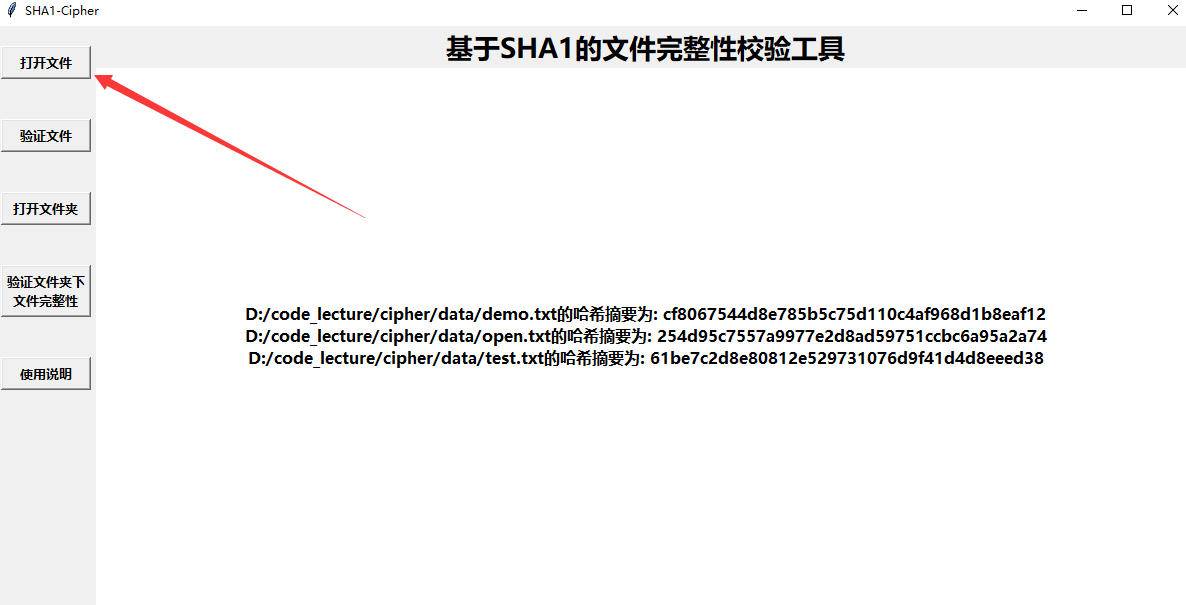 SHA1-Cipher
基于SHA1的文件完整性校验工具
打开文件
验证文件
打开文件夹
验证文件夹下
文件完整性
使用说明
D:/code_lecture/cipher/data/demo.txt的哈希摘要为: cf8067544d8e785b5c75d110c4af968d1b8eaf12
D:/code_lecture/cipher/data/open.txt的哈希摘要为: 254d95c7557a9977e2d8ad59751ccbc6a95a2a74
D:/code_lecture/cipher/data/test.txt的哈希摘要为: 61be7c2d8e80812e529731076d9f41d4d8eeed38